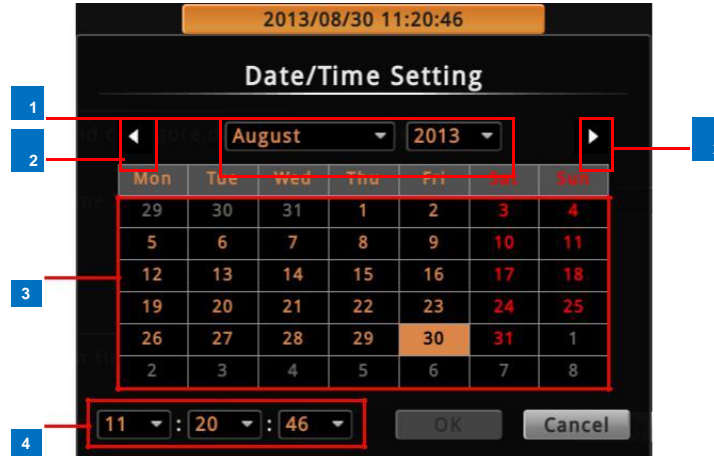 2013/08/30 11:20:46
Date/Time Setting
1
August 2013
2
Mon Tue Wed Thu Fri Sat Sun
29 30 31 1 2 3 4
5 6 7 8 9 10 11
12 13 14 15 16 17 18
3
19 20 21 22 23 24 25
26 27 28 29 30 31 1
2 3 4 5 6 7 8
11 : 20 : 46 OK Cancel
4